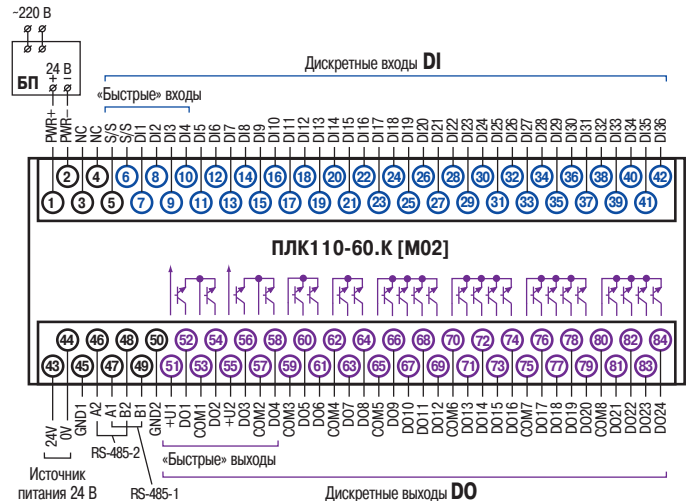 ~220 В
24 В
БП
+ −
Дискретные входы DI
«Быстрые» входы
PWR+ PWR− NC NC S/S S/S DI1 DI2 DI3 DI4 DI5 DI6 DI7 DI8 DI9 DI10 DI11 DI12 DI13 DI14 DI15 DI16 DI17 DI18 DI19 DI20 DI21 DI22 DI23 DI24 DI25 DI26 DI27 DI28 DI29 DI30 DI31 DI32 DI33 DI34 DI35 DI36
2 4 6 8 10 12 14 16 18 20 22 24 26 28 30 32 34 36 38 40 42
1 3 5 7 9 11 13 15 17 19 21 23 25 27 29 31 33 35 37 39 41
ПЛК110-60.К [М02]
44 46 48 50 52 54 56 58 60 62 64 66 68 70 72 74 76 78 80 82 84
43 45 47 49 51 53 55 57 59 61 63 65 67 69 71 73 75 77 79 81 83
24V 0V GND1 A2 A1 B2 B1 GND2 +U1 DO1 COM1 DO2 +U2 DO3 COM2 DO4 COM3 DO5 DO6 COM4 DO7 DO8 COM5 DO9 DO10 DO11 DO12 COM6 DO13 DO14 DO15 DO16 COM7 DO17 DO18 DO19 DO20 COM8 DO21 DO22 DO23 DO24
RS-485-2
«Быстрые» выходы
Источник
питания 24 В
RS-485-1
Дискретные выходы DO